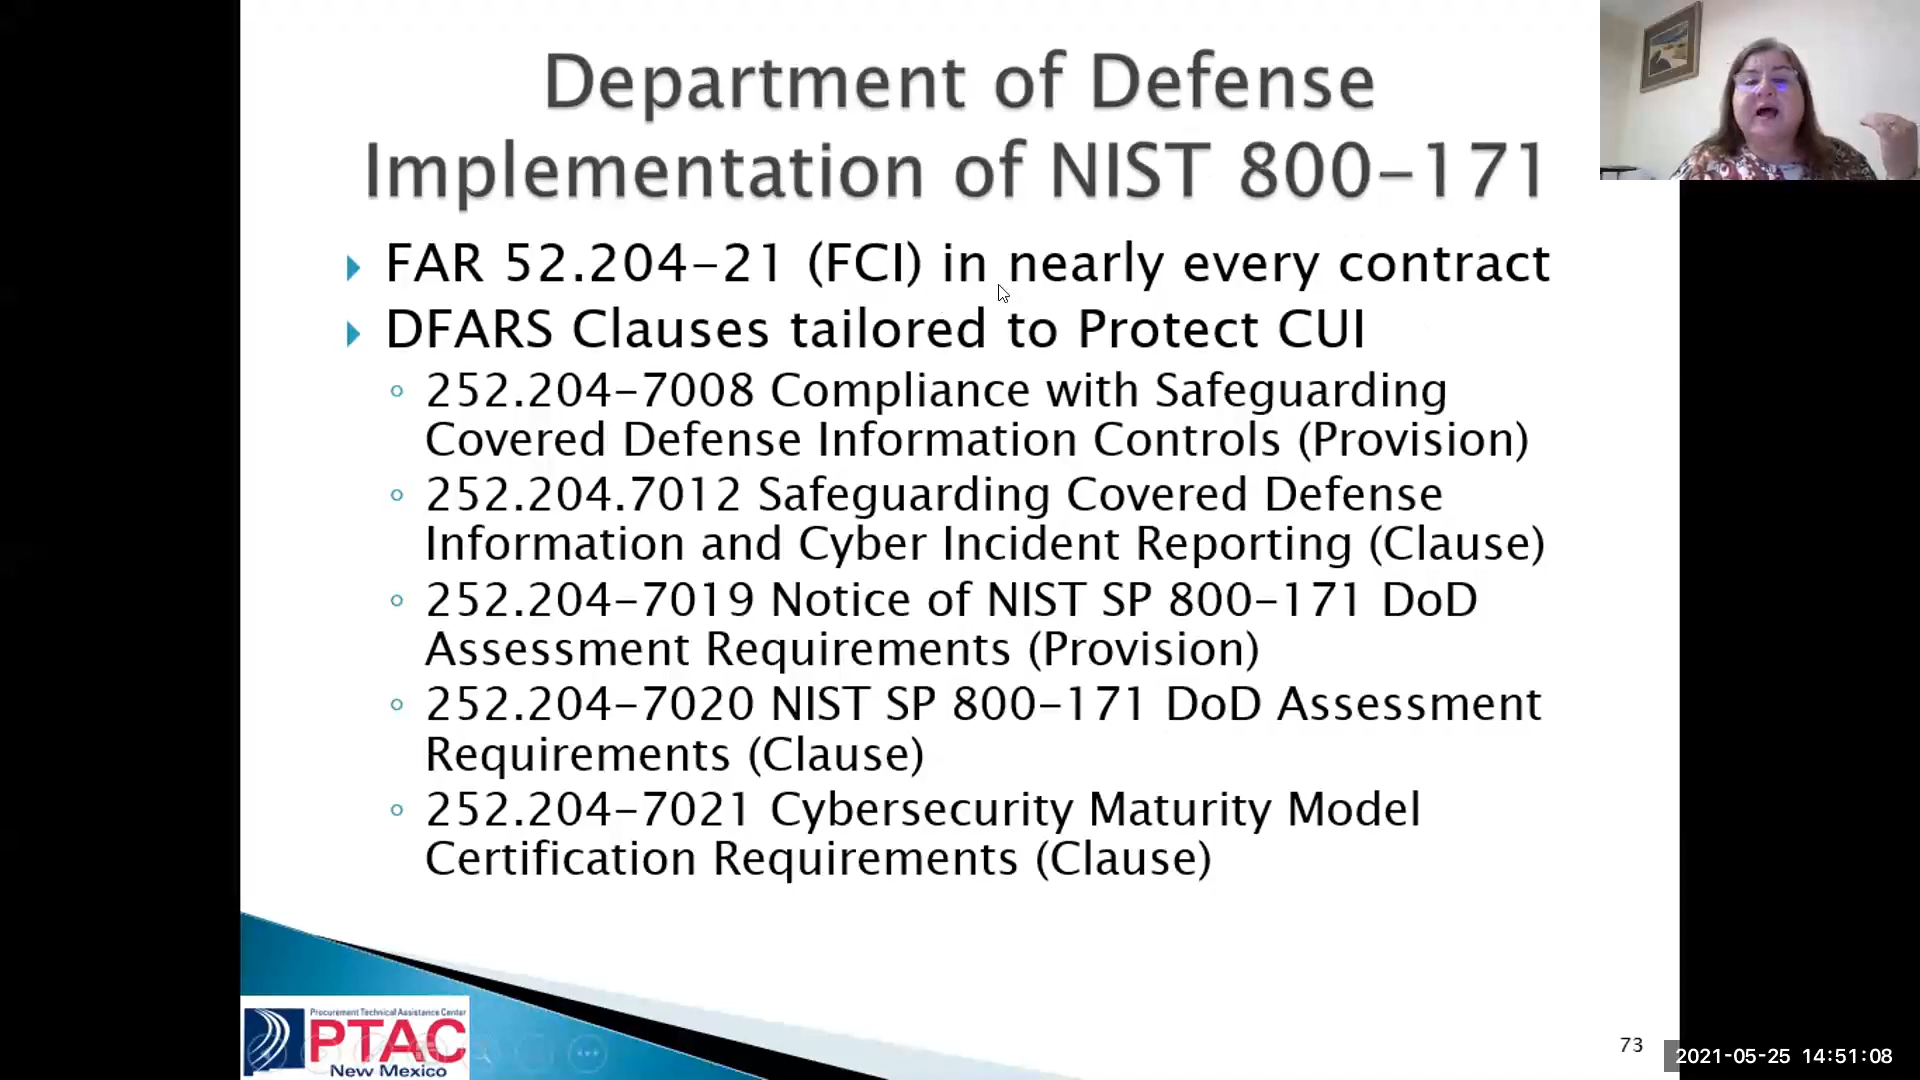 Department of Defense
Implementation of NIST 800-171
FAR 52.204-21 (FCI) in nearly every contract
DFARS Clauses tailored to Protect CUI
252.204-7008 Compliance with Safeguarding
Covered Defense Information Controls (Provision)
252.204.7012 Safeguarding Covered Defense
Information and Cyber Incident Reporting (Clause)
252.204-7019 Notice of NIST SP 800-171 DoD
Assessment Requirements (Provision)
252.204-7020 NIST SP 800-171 DoD Assessment
Requirements (Clause)
252.204-7021 Cybersecurity Maturity Model
Certification Requirements (Clause)
Procurement Technical Assistance Center
PTAC
New Mexico
73
2021-05-25 14:51:08